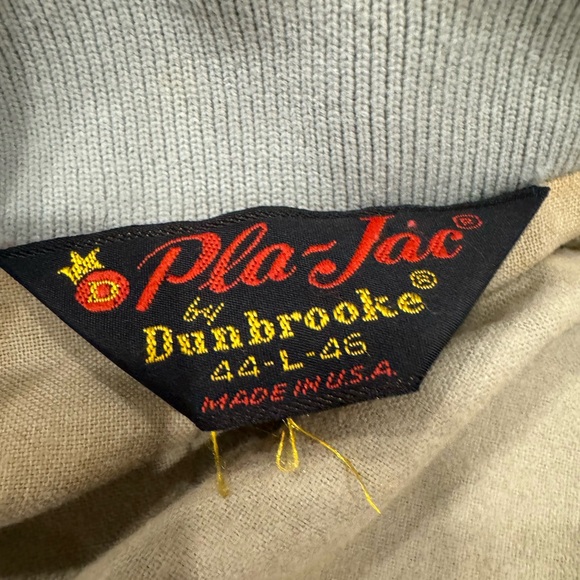 D Pla-Jac®
by
Dunbrooke®
44-L-46
MADE IN U.S.A.